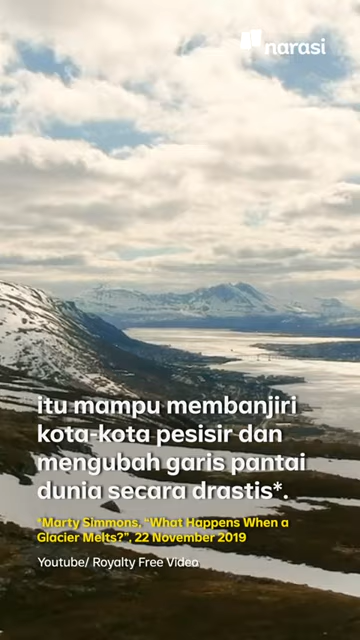 narasi
itu mampu membanjiri
kota-kota pesisir dan
mengubah garis pantai
dunia secara drastis*.
*Marty Simmons, "What Happens When a
Glacier Melts?", 22 November 2019
Youtube/ Royalty Free Video